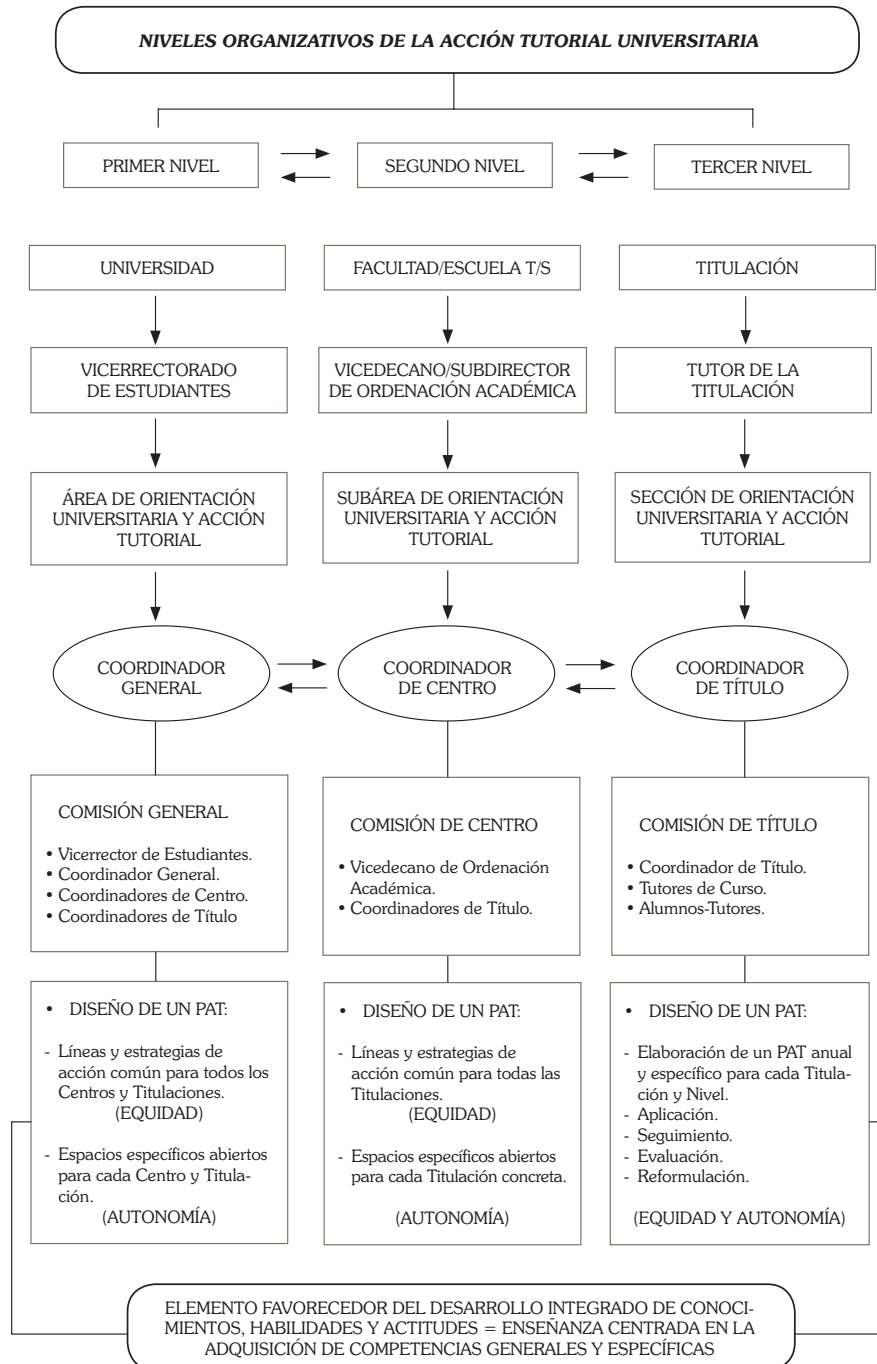 NIVELES ORGANIZATIVOS DE LA ACCIÓN TUTORIAL UNIVERSITARIA
PRIMER NIVEL
SEGUNDO NIVEL
TERCER NIVEL
UNIVERSIDAD
FACULTAD/ESCUELA T/S
TITULACIÓN
VICERRECTORADO
DE ESTUDIANTES
VICEDECANO/SUBDIRECTOR
DE ORDENACIÓN ACADÉMICA
TUTOR DE LA
TITULACIÓN
ÁREA DE ORIENTACIÓN
UNIVERSITARIA Y ACCIÓN
TUTORIAL
SUBÁREA DE ORIENTACIÓN
UNIVERSITARIA Y ACCIÓN
TUTORIAL
SECCIÓN DE ORIENTACIÓN
UNIVERSITARIA Y ACCIÓN
TUTORIAL
COORDINADOR
GENERAL
COORDINADOR
DE CENTRO
COORDINADOR
DE TÍTULO
COMISIÓN GENERAL
• Vicerrector de Estudiantes.
• Coordinador General.
• Coordinadores de Centro.
• Coordinadores de Título
COMISIÓN DE CENTRO
• Vicedecano de Ordenación
Académica.
• Coordinadores de Título.
COMISIÓN DE TÍTULO
• Coordinador de Título.
• Tutores de Curso.
• Alumnos-Tutores.
• DISEÑO DE UN PAT:
- Líneas y estrategias de
acción común para todos los
Centros y Titulaciones.
(EQUIDAD)
- Espacios específicos abiertos
para cada Centro y Titula-
ción.
(AUTONOMÍA)
• DISEÑO DE UN PAT:
- Líneas y estrategias de
acción común para todas las
Titulaciones.
(EQUIDAD)
- Espacios específicos abiertos
para cada Titulación concreta.
(AUTONOMÍA)
• DISEÑO DE UN PAT:
- Elaboración de un PAT anual
y específico para cada Titula-
ción y Nivel.
- Aplicación.
- Seguimiento.
- Evaluación.
- Reformulación.
(EQUIDAD Y AUTONOMÍA)
ELEMENTO FAVORECEDOR DEL DESARROLLO INTEGRADO DE CONOCI-
MIENTOS, HABILIDADES Y ACTITUDES = ENSEÑANZA CENTRADA EN LA
ADQUISICIÓN DE COMPETENCIAS GENERALES Y ESPECÍFICAS